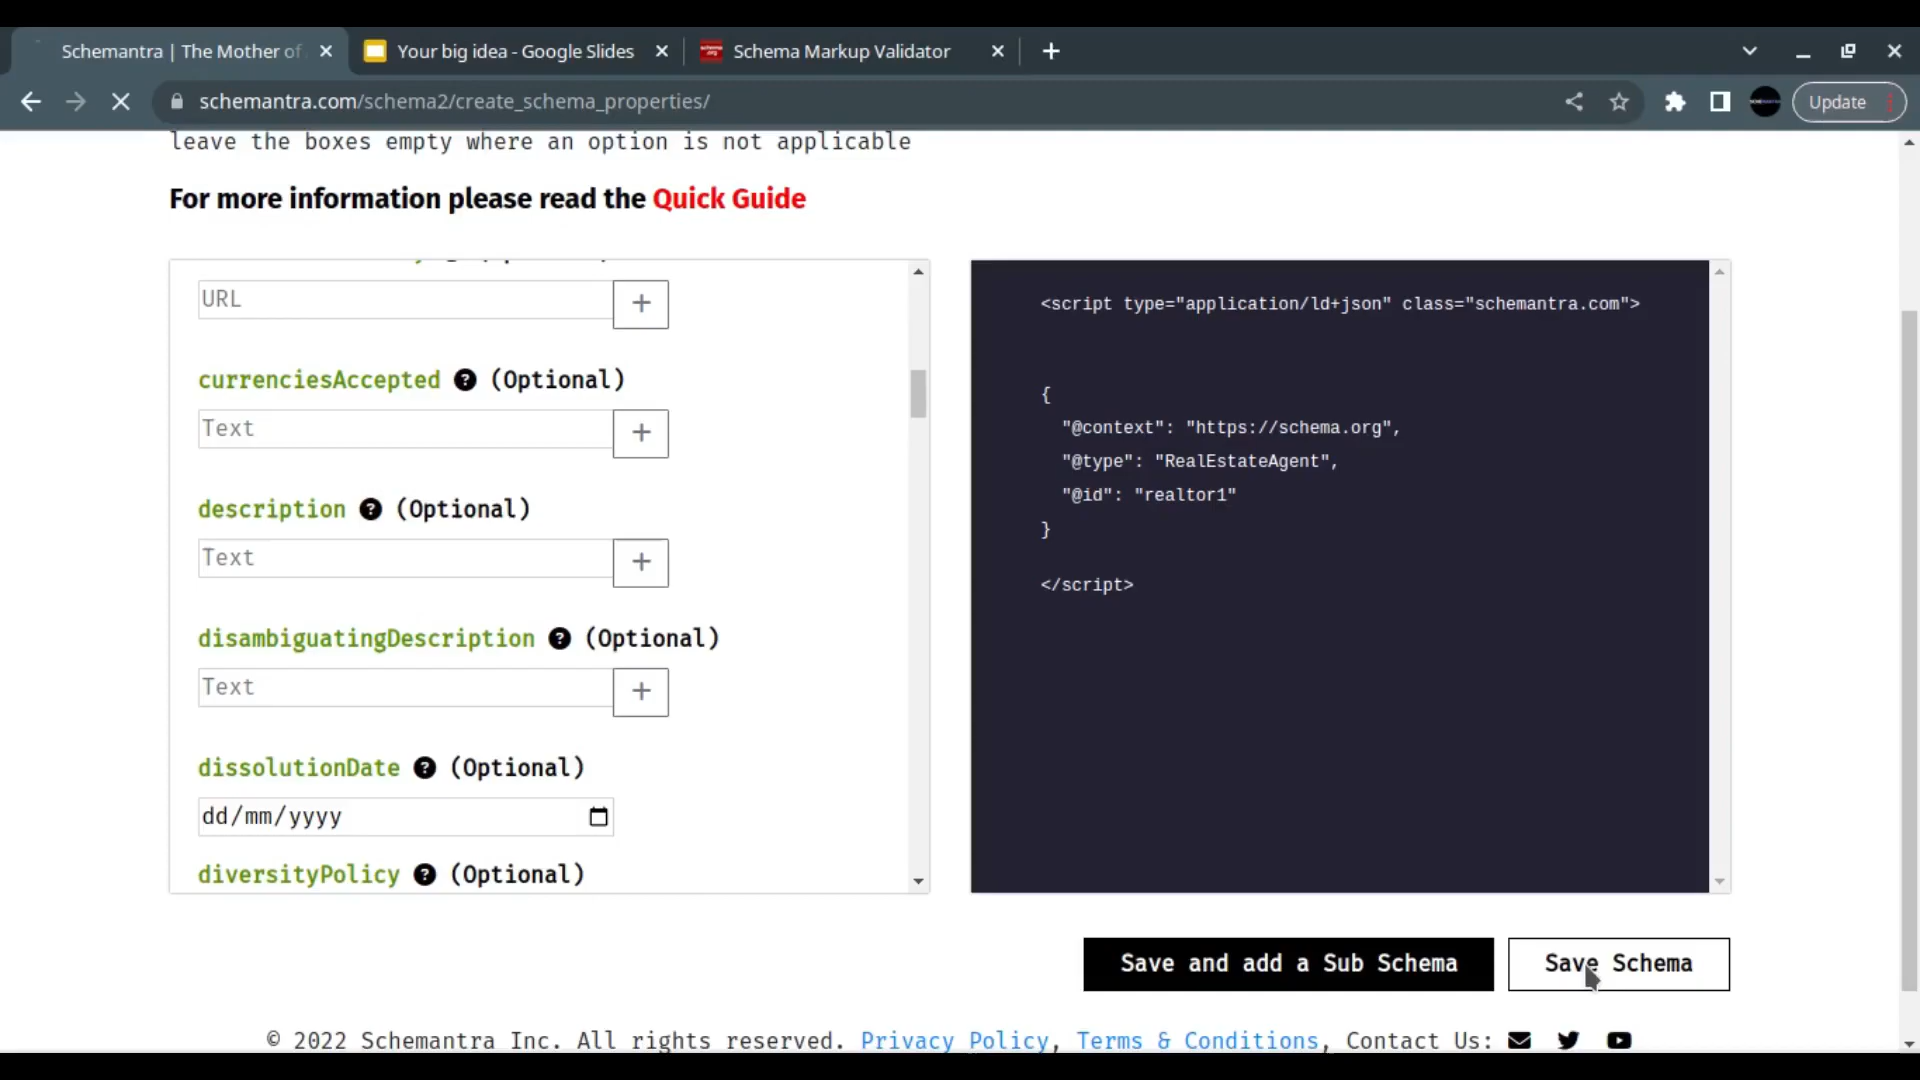 Schemantra | The Mother of
Your big idea - Google Slides
Schema Markup Validator
schemantra.com/schema2/create_schema_properties/
Update
leave the boxes empty where an option is not applicable
For more information please read the Quick Guide
URL
+
currenciesAccepted ? (Optional)
Text
+
description ? (Optional)
Text
+
disambiguatingDescription ? (Optional)
Text
+
dissolutionDate ? (Optional)
dd/mm/yyyy
diversityPolicy ? (Optional)
<script type="application/ld+json" class="schemantra.com">
{
"@context": "https://schema.org",
"@type": "RealEstateAgent",
"@id": "realtor1"
}
</script>
Save and add a Sub Schema
Save Schema
© 2022 Schemantra Inc. All rights reserved. Privacy Policy, Terms & Conditions, Contact Us: